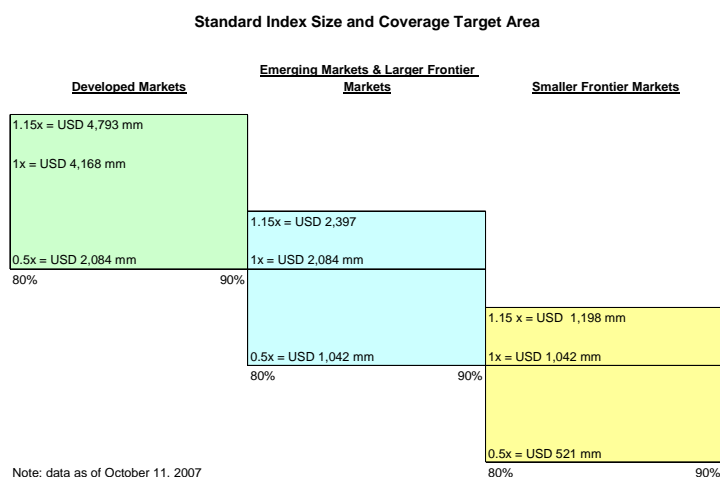 Standard Index Size and Coverage Target Area
Developed Markets
Emerging Markets & Larger Frontier
Markets
Smaller Frontier Markets
1.15x = USD 4,793 mm
1x = USD 4,168 mm
0.5x = USD 2,084 mm
80% 90%
1.15x = USD 2,397
1x = USD 2,084 mm
0.5x = USD 1,042 mm
80% 90%
1.15 x = USD  1,198 mm
1x = USD 1,042 mm
0.5x = USD 521 mm
80% 90%
Note: data as of October 11, 2007